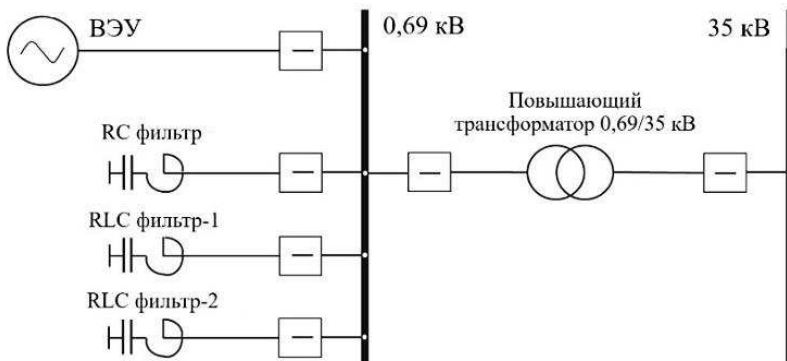 ВЭУ
0,69 кВ
35 кВ
Повышающий
трансформатор 0,69/35 кВ
RC фильтр
RLC фильтр-1
RLC фильтр-2